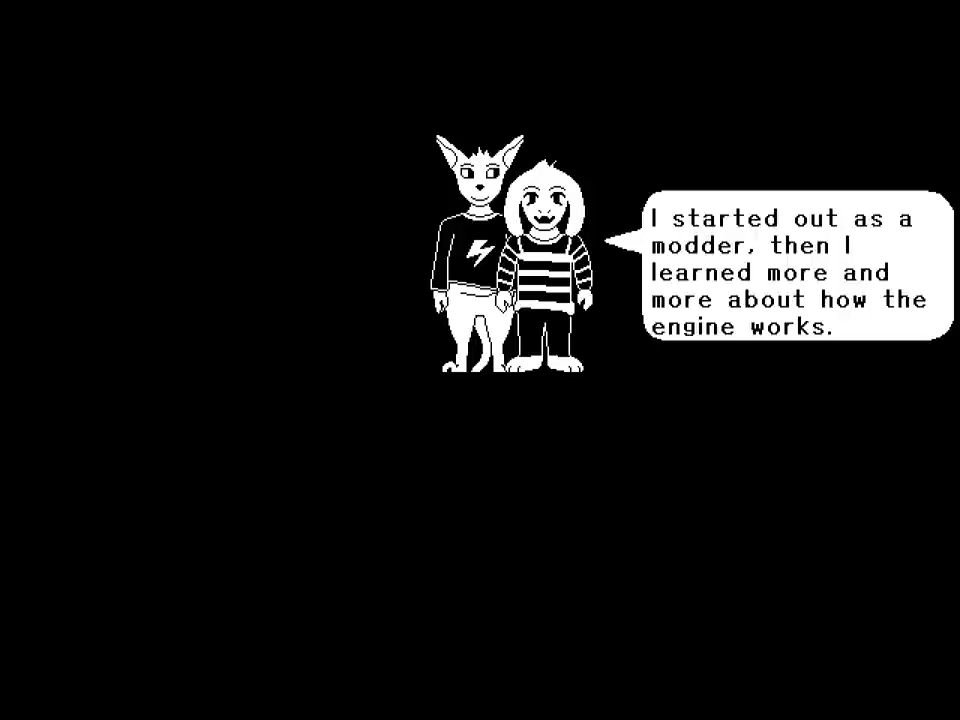 I started out as a
modder, then I
learned more and
more about how the
engine works.